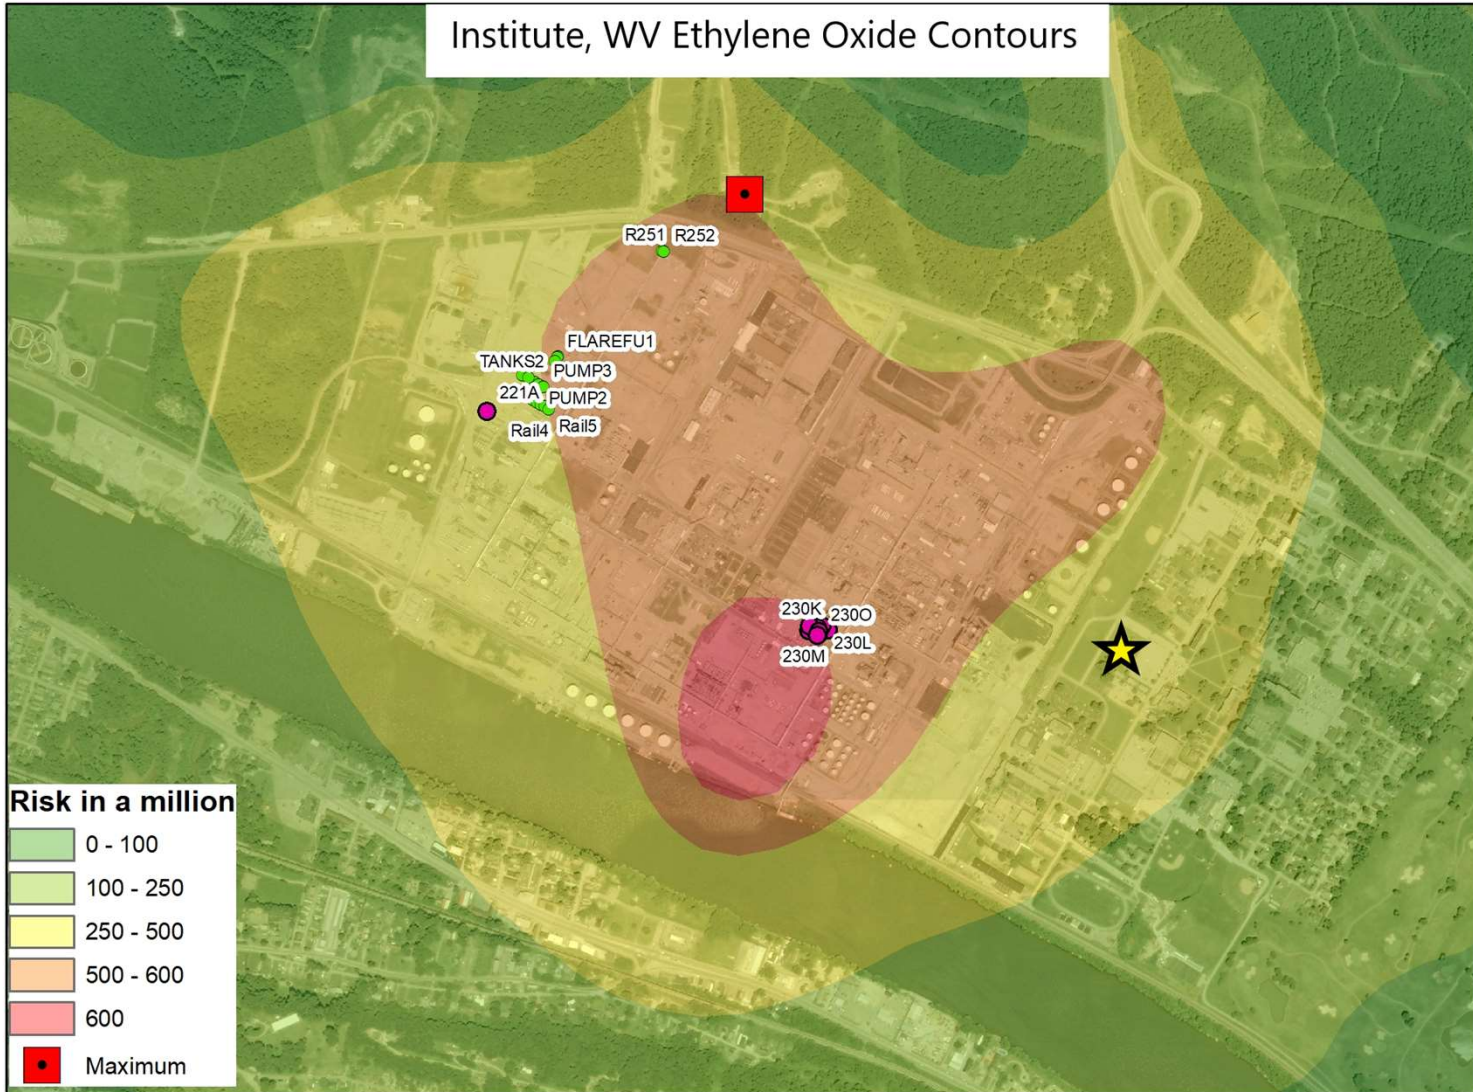 Institute, WV Ethylene Oxide Contours
R251 R252
FLAREFU1
TANKS2
PUMP3
221A
PUMP2
Rail4
Rail5
230K
230O
230L
230M
Risk in a million
0 - 100
100 - 250
250 - 500
500 - 600
600
Maximum